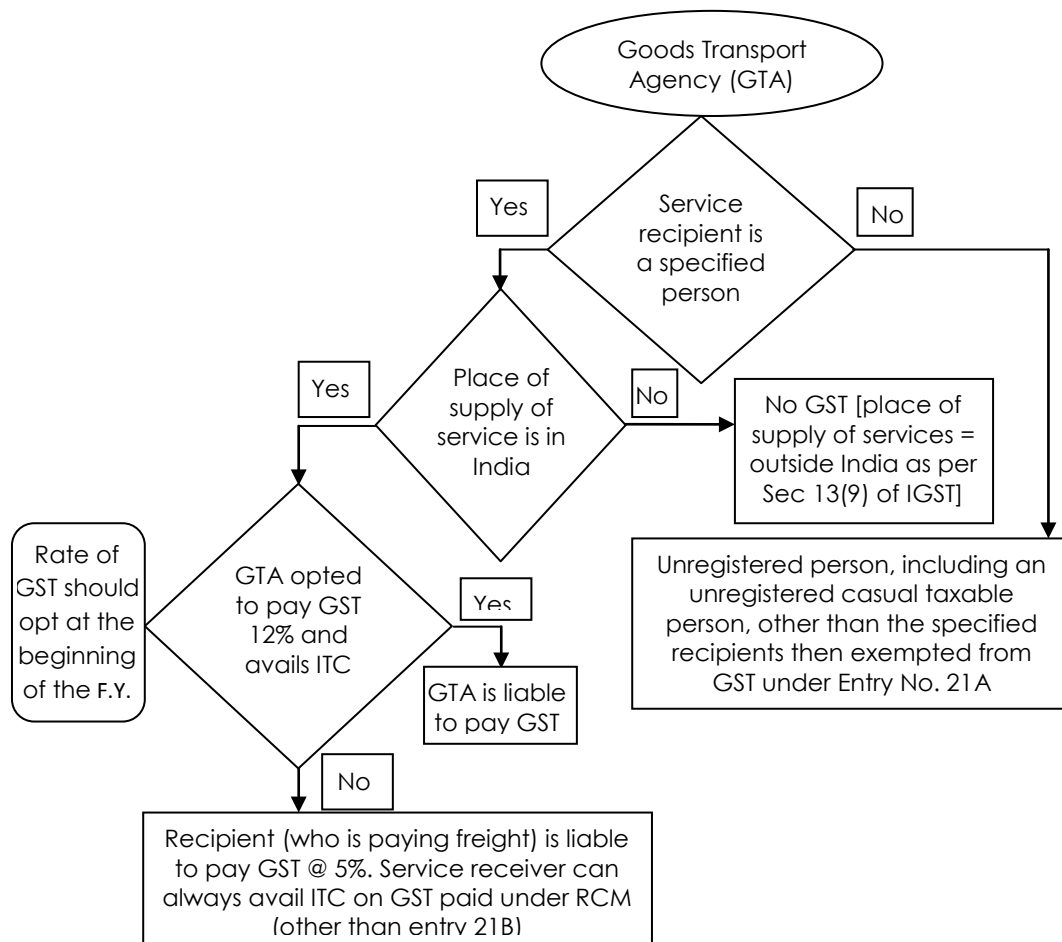 Goods Transport
Agency (GTA)
Yes
Service
recipient is
a specified
person
No
Yes
Place of
supply of
service is in
India
No
No GST [place of
supply of services =
outside India as per
Sec 13(9) of IGST]
Rate of
GST should
opt at the
beginning
of the F.Y.
GTA opted
to pay GST
12% and
avails ITC
Yes
GTA is liable
to pay GST
Unregistered person, including an
unregistered casual taxable
person, other than the specified
recipients then exempted from
GST under Entry No. 21A
No
Recipient (who is paying freight) is liable
to pay GST @ 5%. Service receiver can
always avail ITC on GST paid under RCM
(other than entry 21B)